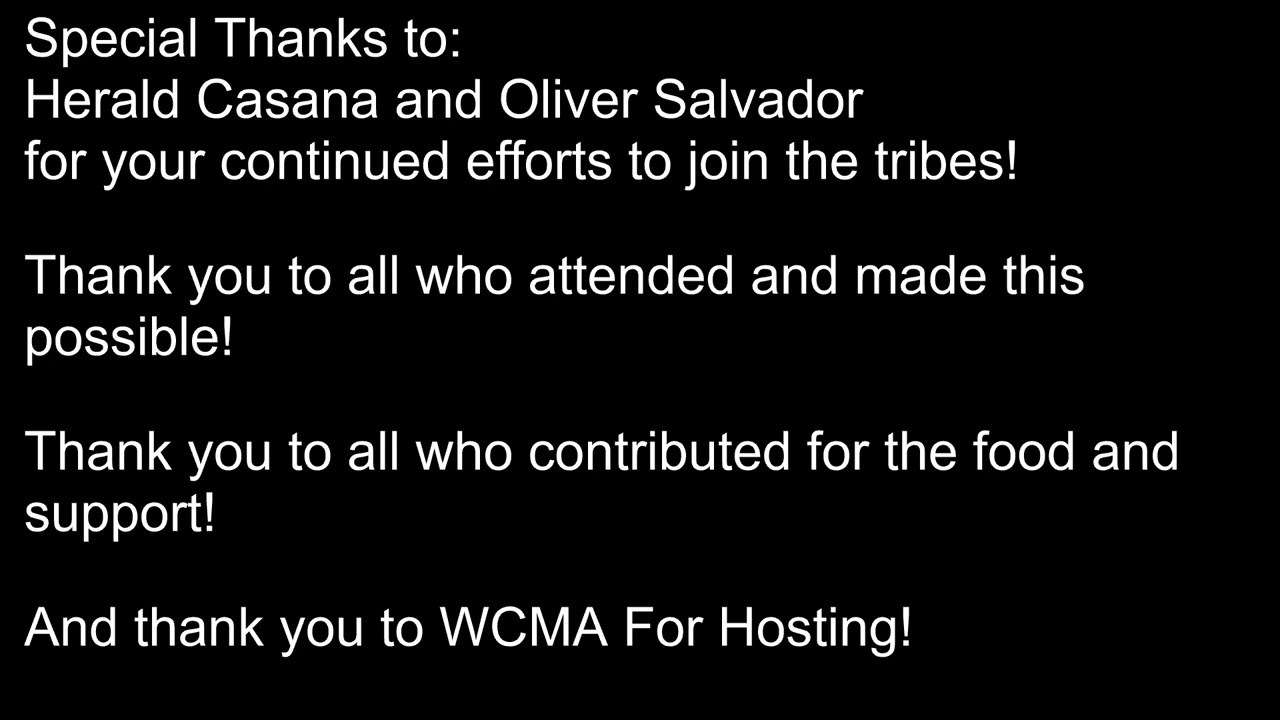 Special Thanks to:
Herald Casana and Oliver Salvador
for your continued efforts to join the tribes!
Thank you to all who attended and made this
possible!
Thank you to all who contributed for the food and
support!
And thank you to WCMA For Hosting!